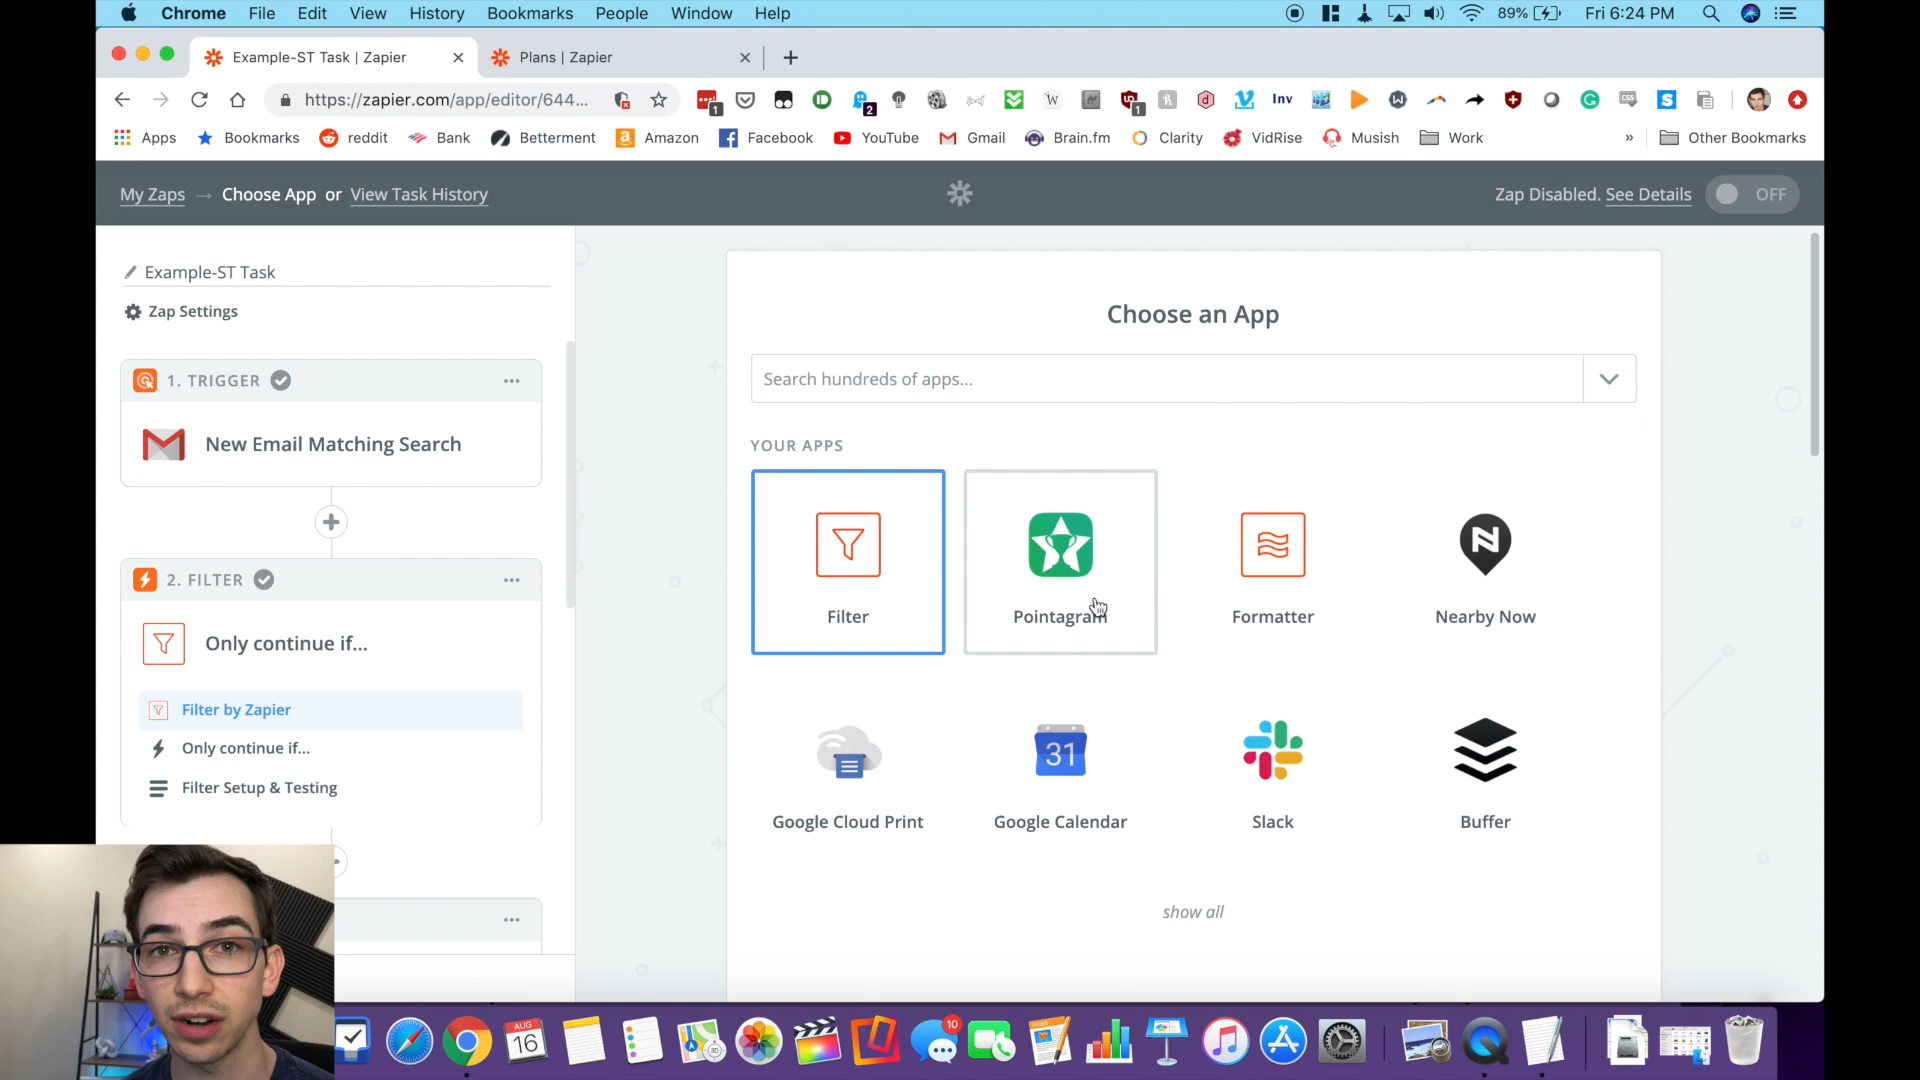 Chrome File Edit View History Bookmarks People Window Help 89% Fri 6:24 PM
Example-ST Task | Zapier
Plans | Zapier
https://zapier.com/app/editor/644...
1
2
W
1
Inv
CSS
Apps Bookmarks reddit Bank Betterment Amazon Facebook YouTube Gmail Brain.fm Clarity VidRise Musish Work » Other Bookmarks
My Zaps → Choose App or View Task History
Zap Disabled. See Details OFF
Example-ST Task
Zap Settings
1. TRIGGER
New Email Matching Search
2. FILTER
Only continue if...
Filter by Zapier
Only continue if...
Filter Setup & Testing
Choose an App
Search hundreds of apps...
YOUR APPS
Filter
Pointagram
Formatter
Nearby Now
Google Cloud Print
31
Google Calendar
Slack
Buffer
show all
AUG
16
10